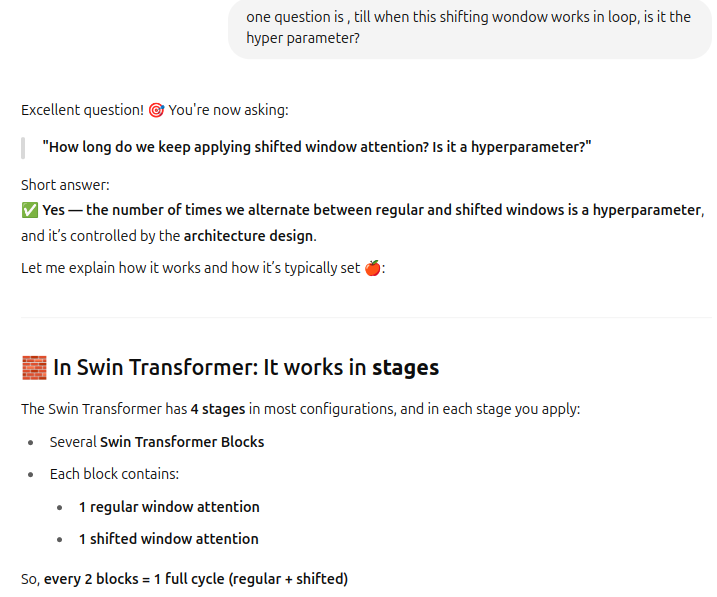 one question is , till when this shifting wondow works in loop, is it the
hyper parameter?
Excellent question! 🎯 You're now asking:
"How long do we keep applying shifted window attention? Is it a hyperparameter?"
Short answer:
✅ Yes — the number of times we alternate between regular and shifted windows is a hyperparameter,
and it’s controlled by the architecture design.
Let me explain how it works and how it’s typically set 🍎:
🧱 In Swin Transformer: It works in stages
The Swin Transformer has 4 stages in most configurations, and in each stage you apply:
• Several Swin Transformer Blocks
• Each block contains:
• 1 regular window attention
• 1 shifted window attention
So, every 2 blocks = 1 full cycle (regular + shifted)